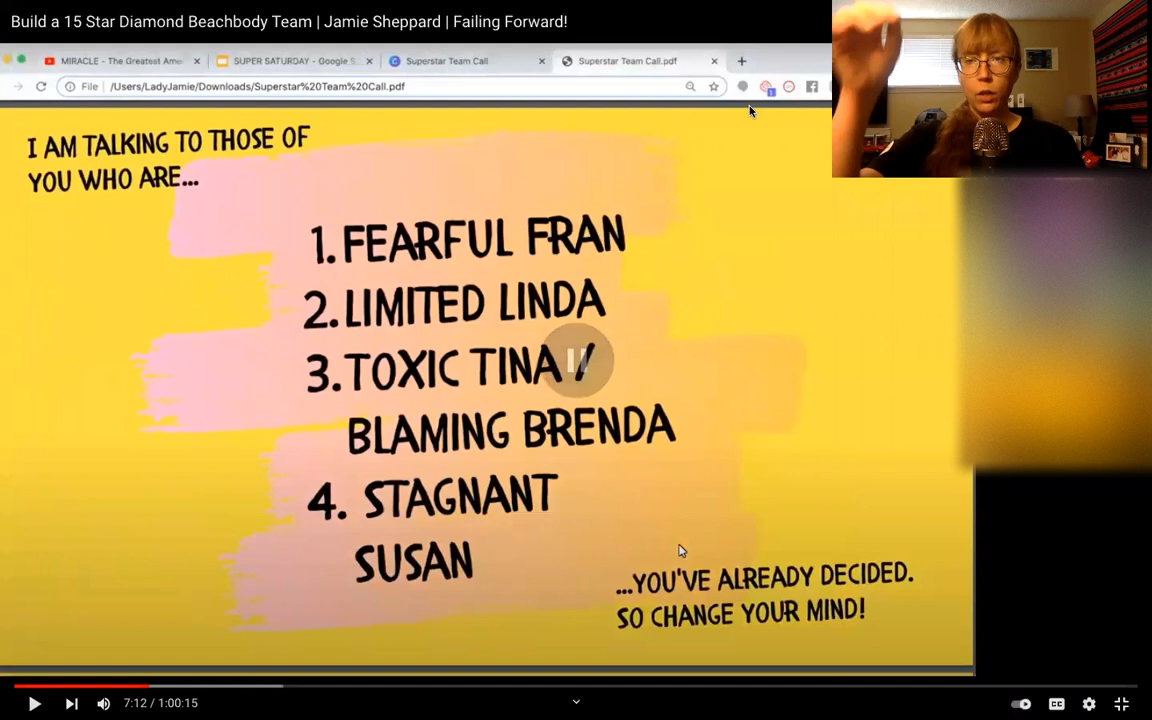 Build a 15 Star Diamond Beachbody Team | Jamie Sheppard | Failing Forward!
MIRACLE - The Greatest Ame
SUPER SATURDAY - Google S
Superstar Team Call
Superstar Team Call.pdf
File
/Users/LadyJamie/Downloads/Superstar%20Team%20Call.pdf
1
I AM TALKING TO THOSE OF
YOU WHO ARE...
1. FEARFUL FRAN
2. LIMITED LINDA
3. TOXIC TINA /
BLAMING BRENDA
4. STAGNANT
SUSAN
...YOU'VE ALREADY DECIDED.
SO CHANGE YOUR MIND!
7:12 / 1:00:15
CC